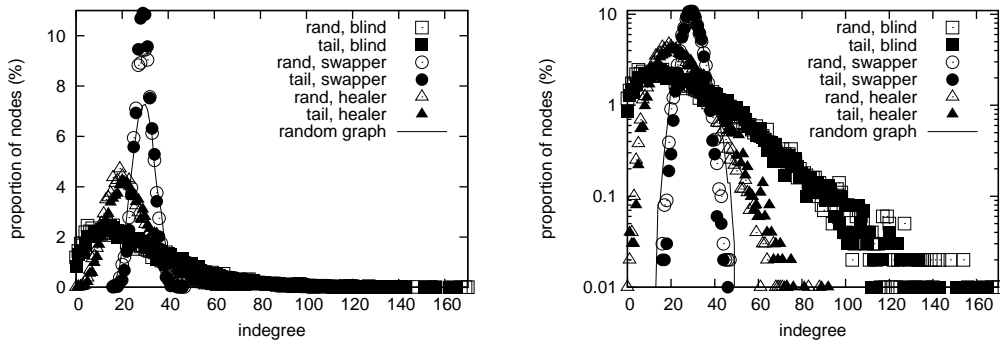 proportion of nodes (%)
10
8
6
4
2
0
0 20 40 60 80 100 120 140 160
indegree
rand, blind
tail, blind
rand, swapper
tail, swapper
rand, healer
tail, healer
random graph
proportion of nodes (%)
10
1
0.1
0.01
0 20 40 60 80 100 120 140 160
indegree
rand, blind
tail, blind
rand, swapper
tail, swapper
rand, healer
tail, healer
random graph